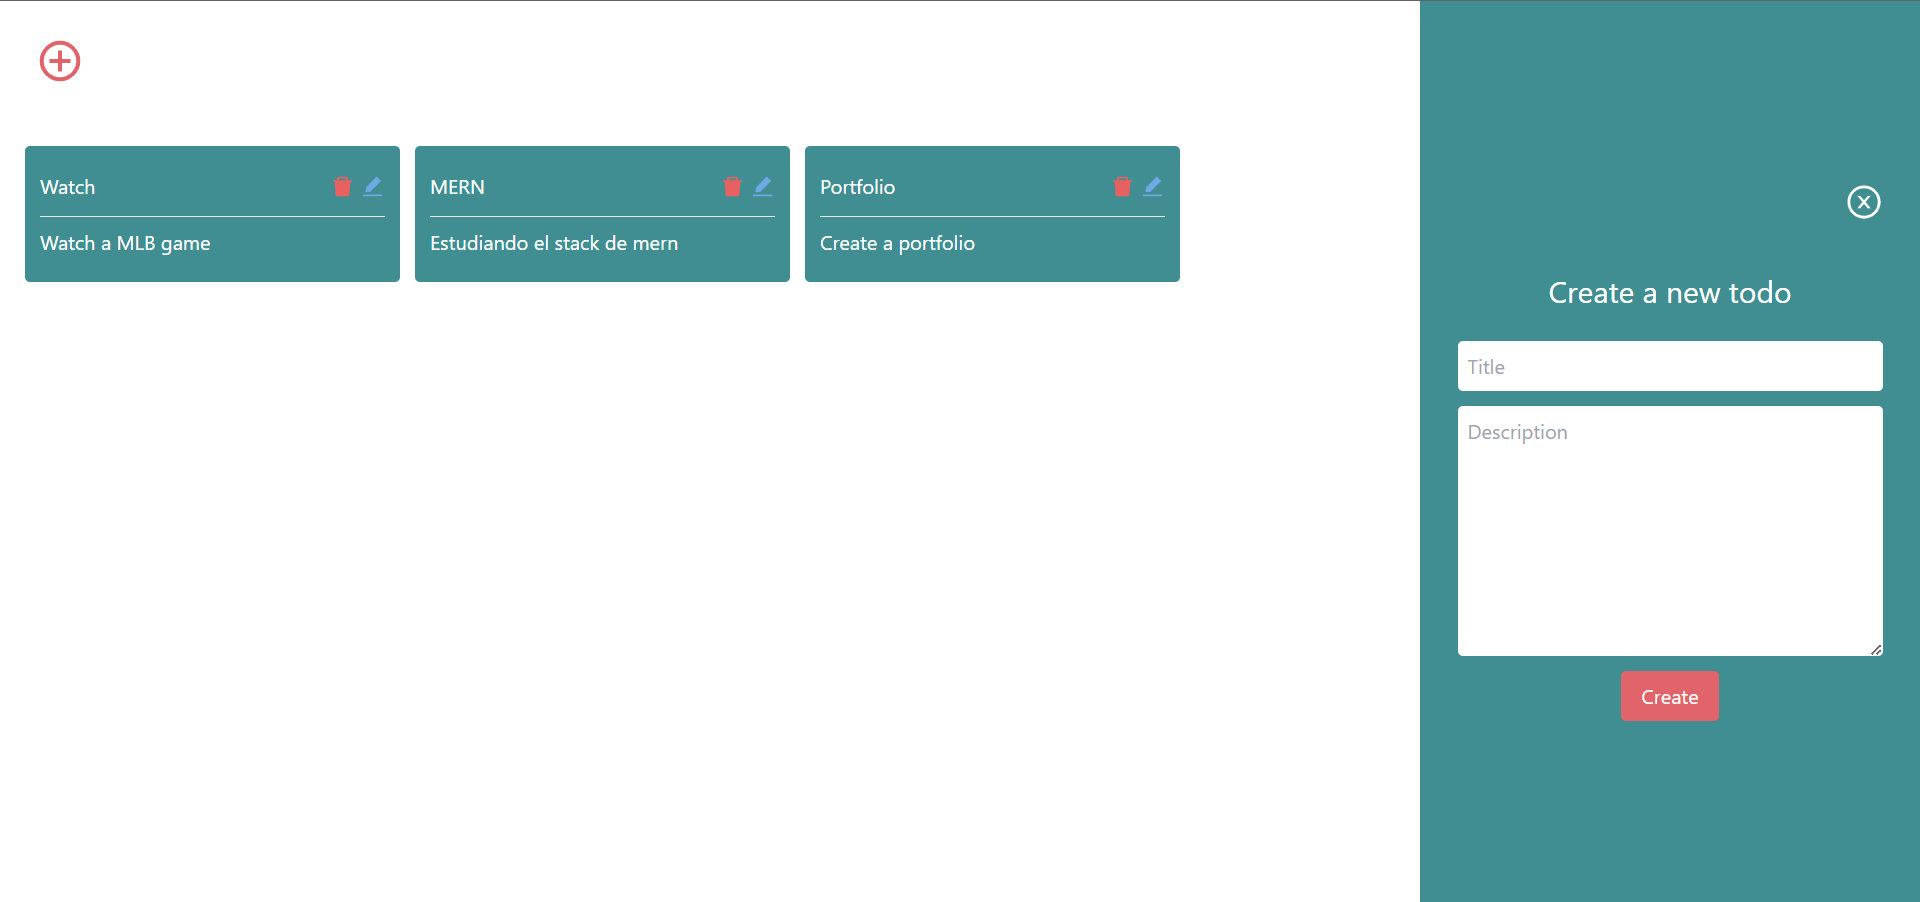 Watch
Watch a MLB game
MERN
Estudiando el stack de mern
Portfolio
Create a portfolio
Create a new todo
Title
Description
Create